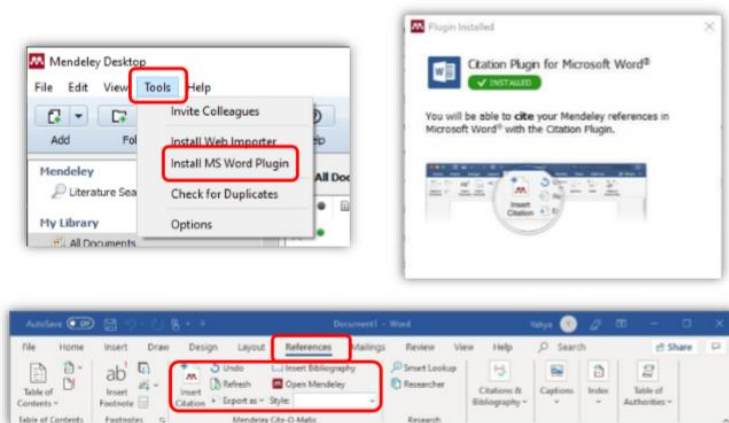 Mendeley Desktop
File Edit View Tools Help
Invite Colleagues
Install Web Importer
Install MS Word Plugin
Check for Duplicates
Options
Add
Fol
Mendeley
Literature Sea
My Library
All Documents
All Doc
Plugin Installed
Citation Plugin for Microsoft Word®
INSTALLED
You will be able to cite your Mendeley references in
Microsoft Word® with the Citation Plugin.
Insert
Citation
AutoSave Off Document1 - Word Yahya
File Home Insert Draw Design Layout References Mailings Review View Help Search Share
Table of
Contents
ab
Insert
Footnote
Insert
Citation
Undo Insert Bibliography
Refresh Open Mendeley
Export as Style:
Smart Lookup
Researcher
Citations &
Bibliography
Captions
Index
Table of
Authorities
Table of Contents Footnotes Mendeley Cite-O-Matic Research